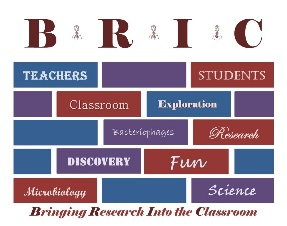 B R I C
TEACHERS STUDENTS
Classroom Exploration
Bacteriophages Research
DISCOVERY Fun
Microbiology Science
Bringing Research Into the Classroom